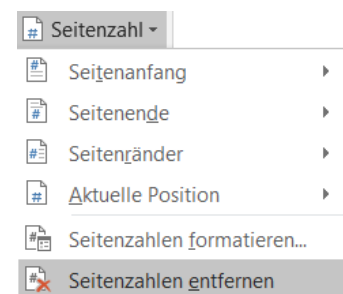 Seitenzahl
Seitenanfang
Seitenende
Seitenränder
Aktuelle Position
Seitenzahlen formatieren...
Seitenzahlen entfernen